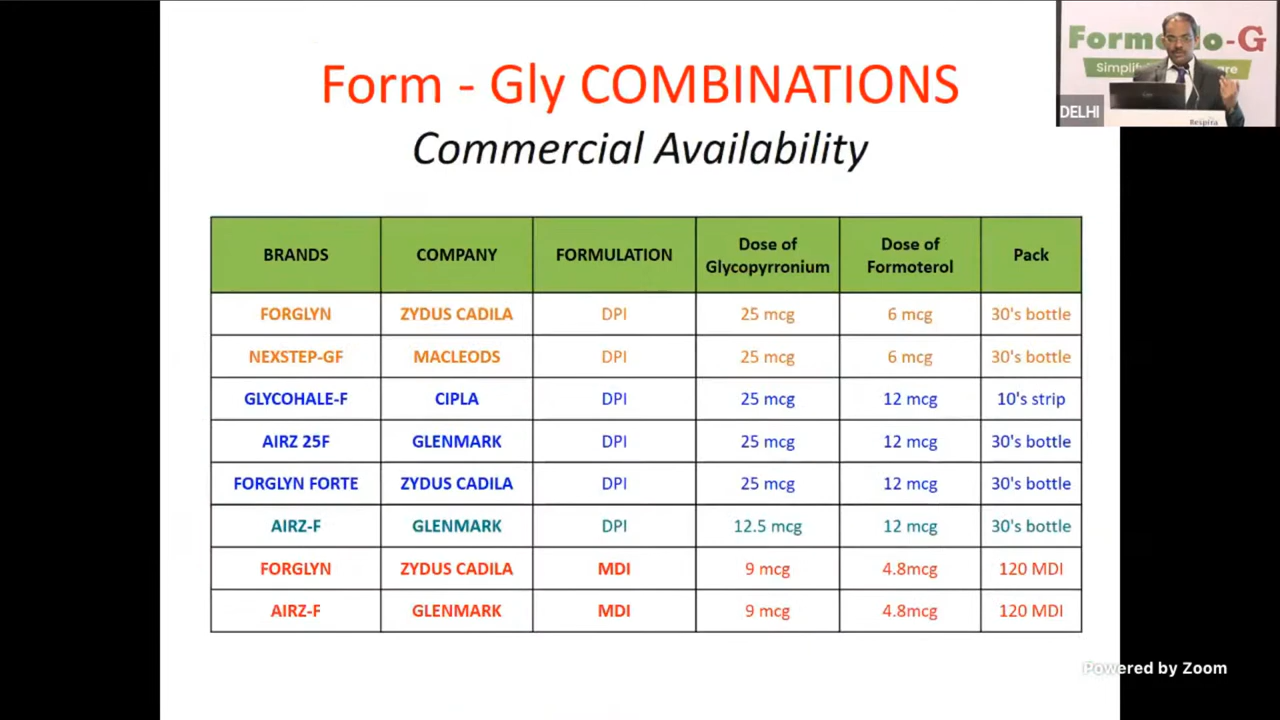 Form - Gly COMBINATIONS
Commercial Availability
BRANDS COMPANY FORMULATION Dose of Glycopyrronium Dose of Formoterol Pack
FORGLYN ZYDUS CADILA DPI 25 mcg 6 mcg 30's bottle
NEXSTEP-GF MACLEODS DPI 25 mcg 6 mcg 30's bottle
GLYCOHALE-F CIPLA DPI 25 mcg 12 mcg 10's strip
AIRZ 25F GLENMARK DPI 25 mcg 12 mcg 30's bottle
FORGLYN FORTE ZYDUS CADILA DPI 25 mcg 12 mcg 30's bottle
AIRZ-F GLENMARK DPI 12.5 mcg 12 mcg 30's bottle
FORGLYN ZYDUS CADILA MDI 9 mcg 4.8mcg 120 MDI
AIRZ-F GLENMARK MDI 9 mcg 4.8mcg 120 MDI
DELHI
Respira
Powered by Zoom